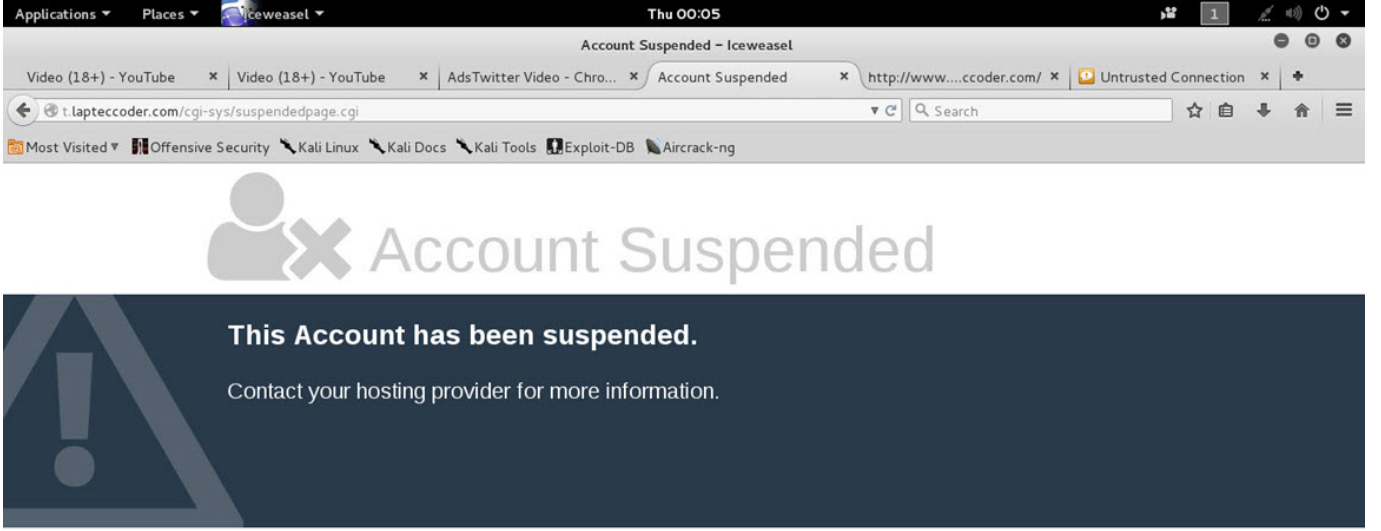 Applications Places Iceweasel Thu 00:05 1
Account Suspended – Iceweasel
Video (18+) - YouTube Video (18+) - YouTube AdsTwitter Video - Chro... Account Suspended http://www....ccoder.com/ Untrusted Connection
t.lapteccoder.com/cgi-sys/suspendedpage.cgi Search
Most Visited Offensive Security Kali Linux Kali Docs Kali Tools Exploit-DB Aircrack-ng
Account Suspended
This Account has been suspended.
Contact your hosting provider for more information.